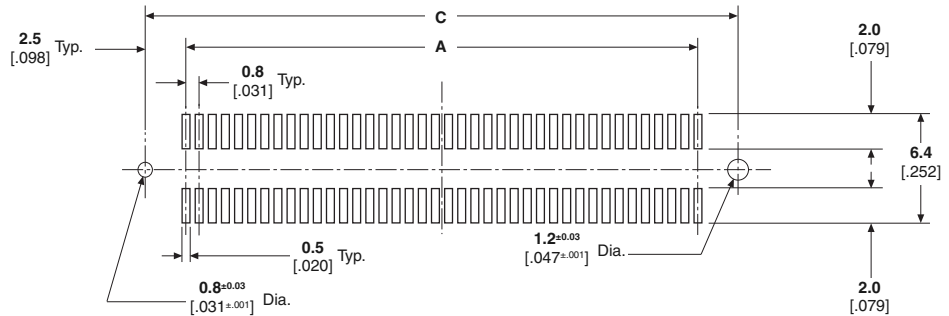 C
2.5 Typ.
[.098]
A
2.0
[.079]
0.8 Typ.
[.031]
6.4
[.252]
0.5 Typ.
[.020]
1.2±0.03 Dia.
[.047±.001]
0.8±0.03 Dia.
[.031±.001]
2.0
[.079]